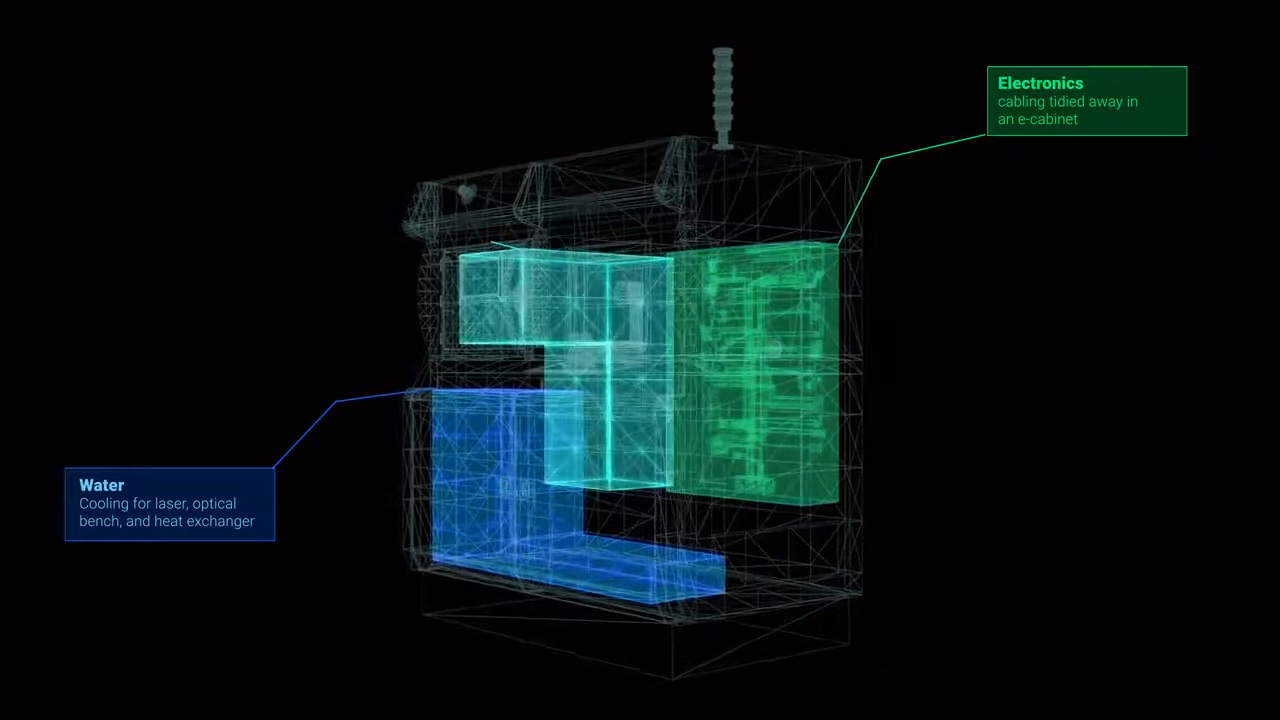 Electronics
cabling tidied away in
an e-cabinet
Water
Cooling for laser, optical
bench, and heat exchanger